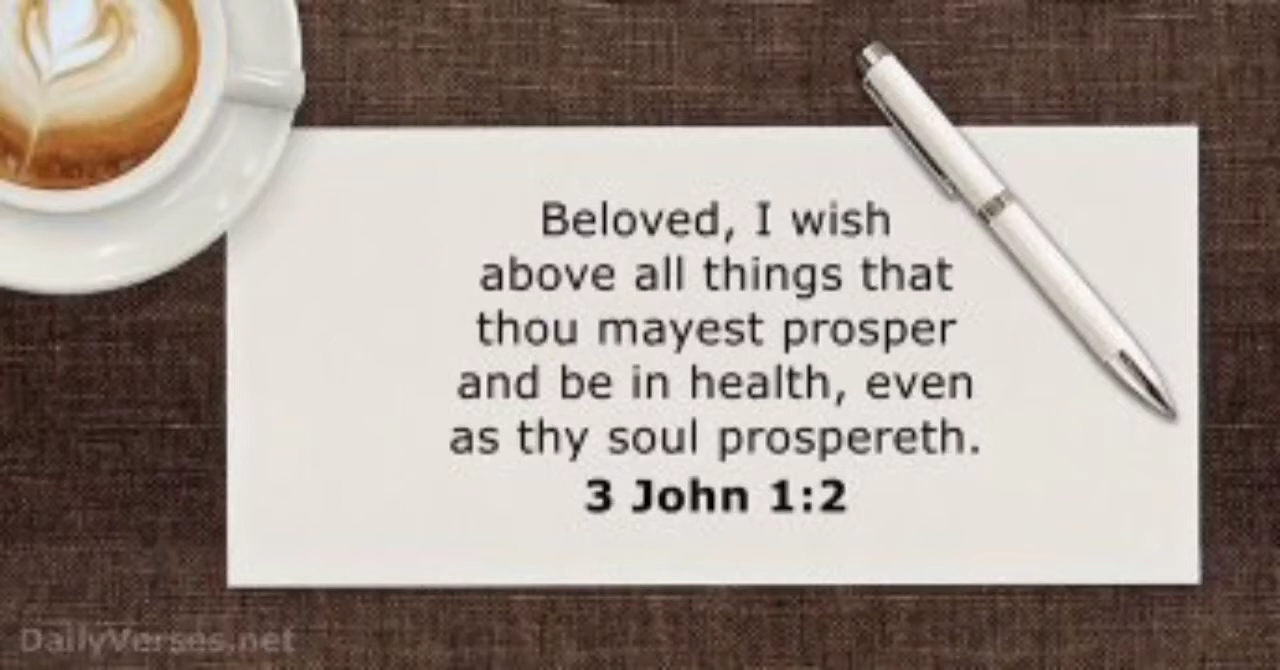 Beloved, I wish
above all things that
thou mayest prosper
and be in health, even
as thy soul prospereth.
3 John 1:2
DailyVerses.net